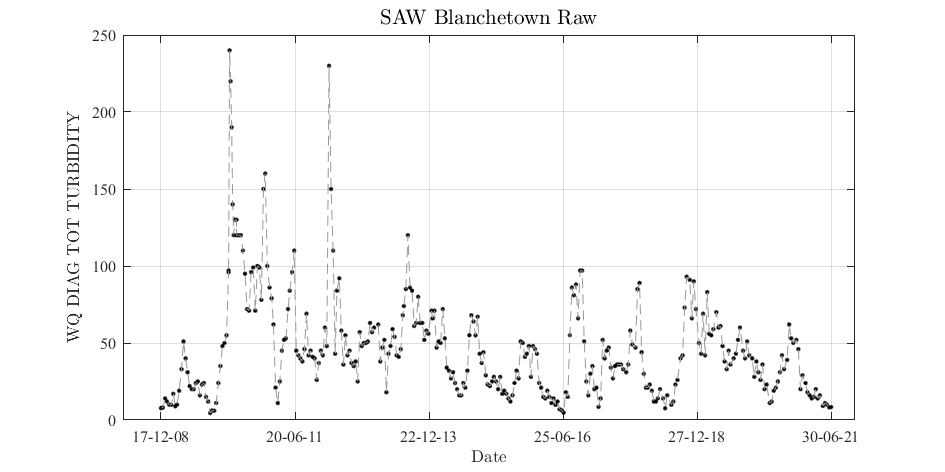 SAW Blanchetown Raw
WQ DIAG TOT TURBIDITY
250
200
150
100
50
0
17-12-08 20-06-11 22-12-13 25-06-16 27-12-18 30-06-21
Date